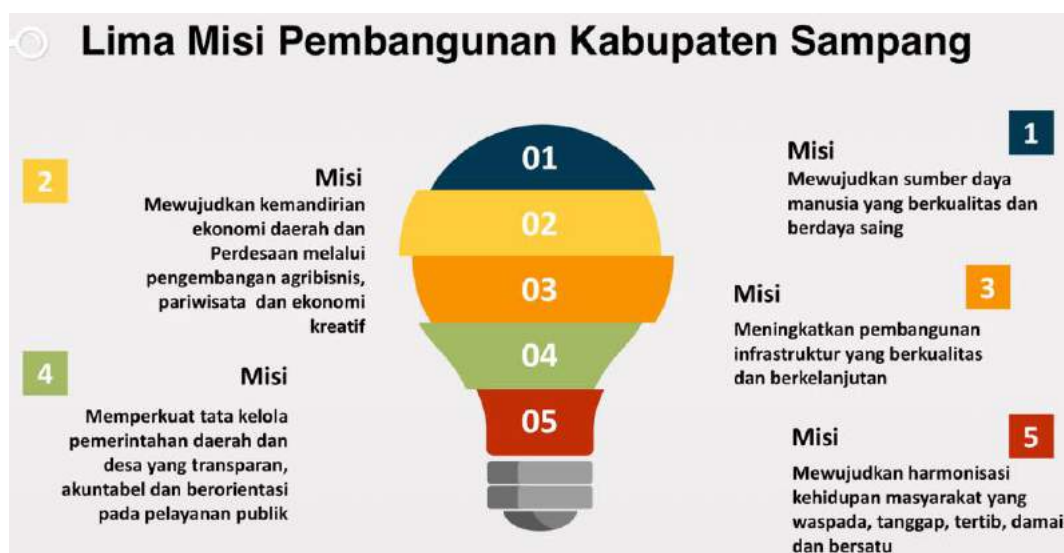 Lima Misi Pembangunan Kabupaten Sampang
1
Misi
Mewujudkan sumber daya
manusia yang berkualitas dan
berdaya saing
2
Misi
Mewujudkan kemandirian
ekonomi daerah dan
Perdesaan melalui
pengembangan agribisnis,
pariwisata dan ekonomi
kreatif
3
Misi
Meningkatkan pembangunan
infrastruktur yang berkualitas
dan berkelanjutan
4
Misi
Memperkuat tata kelola
pemerintahan daerah dan
desa yang transparan,
akuntabel dan berorientasi
pada pelayanan publik
5
Misi
Mewujudkan harmonisasi
kehidupan masyarakat yang
waspada, tanggap, tertib, damai
dan bersatu
01
02
03
04
05